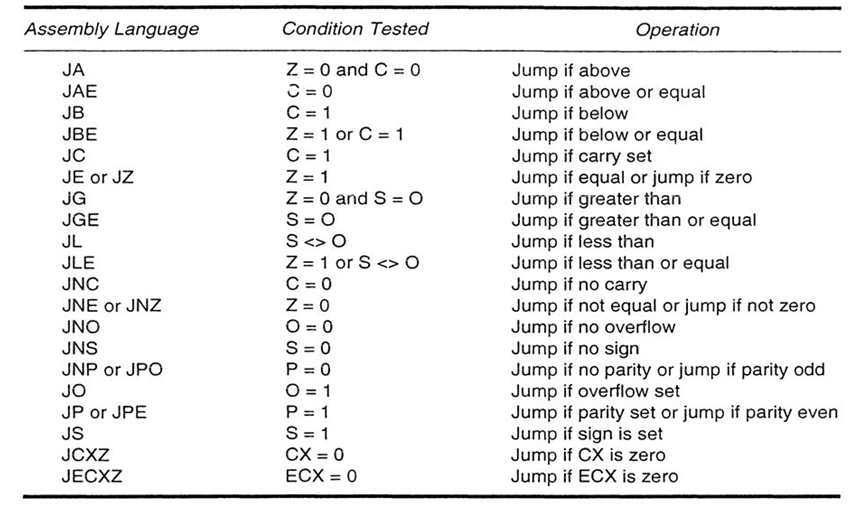 Assembly Language Condition Tested Operation
JA Z = 0 and C = 0 Jump if above
JAE C = 0 Jump if above or equal
JB C = 1 Jump if below
JBE Z = 1 or C = 1 Jump if below or equal
JC C = 1 Jump if carry set
JE or JZ Z = 1 Jump if equal or jump if zero
JG Z = 0 and S = O Jump if greater than
JGE S = O Jump if greater than or equal
JL S <> O Jump if less than
JLE Z = 1 or S <> O Jump if less than or equal
JNC C = 0 Jump if no carry
JNE or JNZ Z = 0 Jump if not equal or jump if not zero
JNO O = 0 Jump if no overflow
JNS S = 0 Jump if no sign
JNP or JPO P = 0 Jump if no parity or jump if parity odd
JO O = 1 Jump if overflow set
JP or JPE P = 1 Jump if parity set or jump if parity even
JS S = 1 Jump if sign is set
JCXZ CX = 0 Jump if CX is zero
JECXZ ECX = 0 Jump if ECX is zero